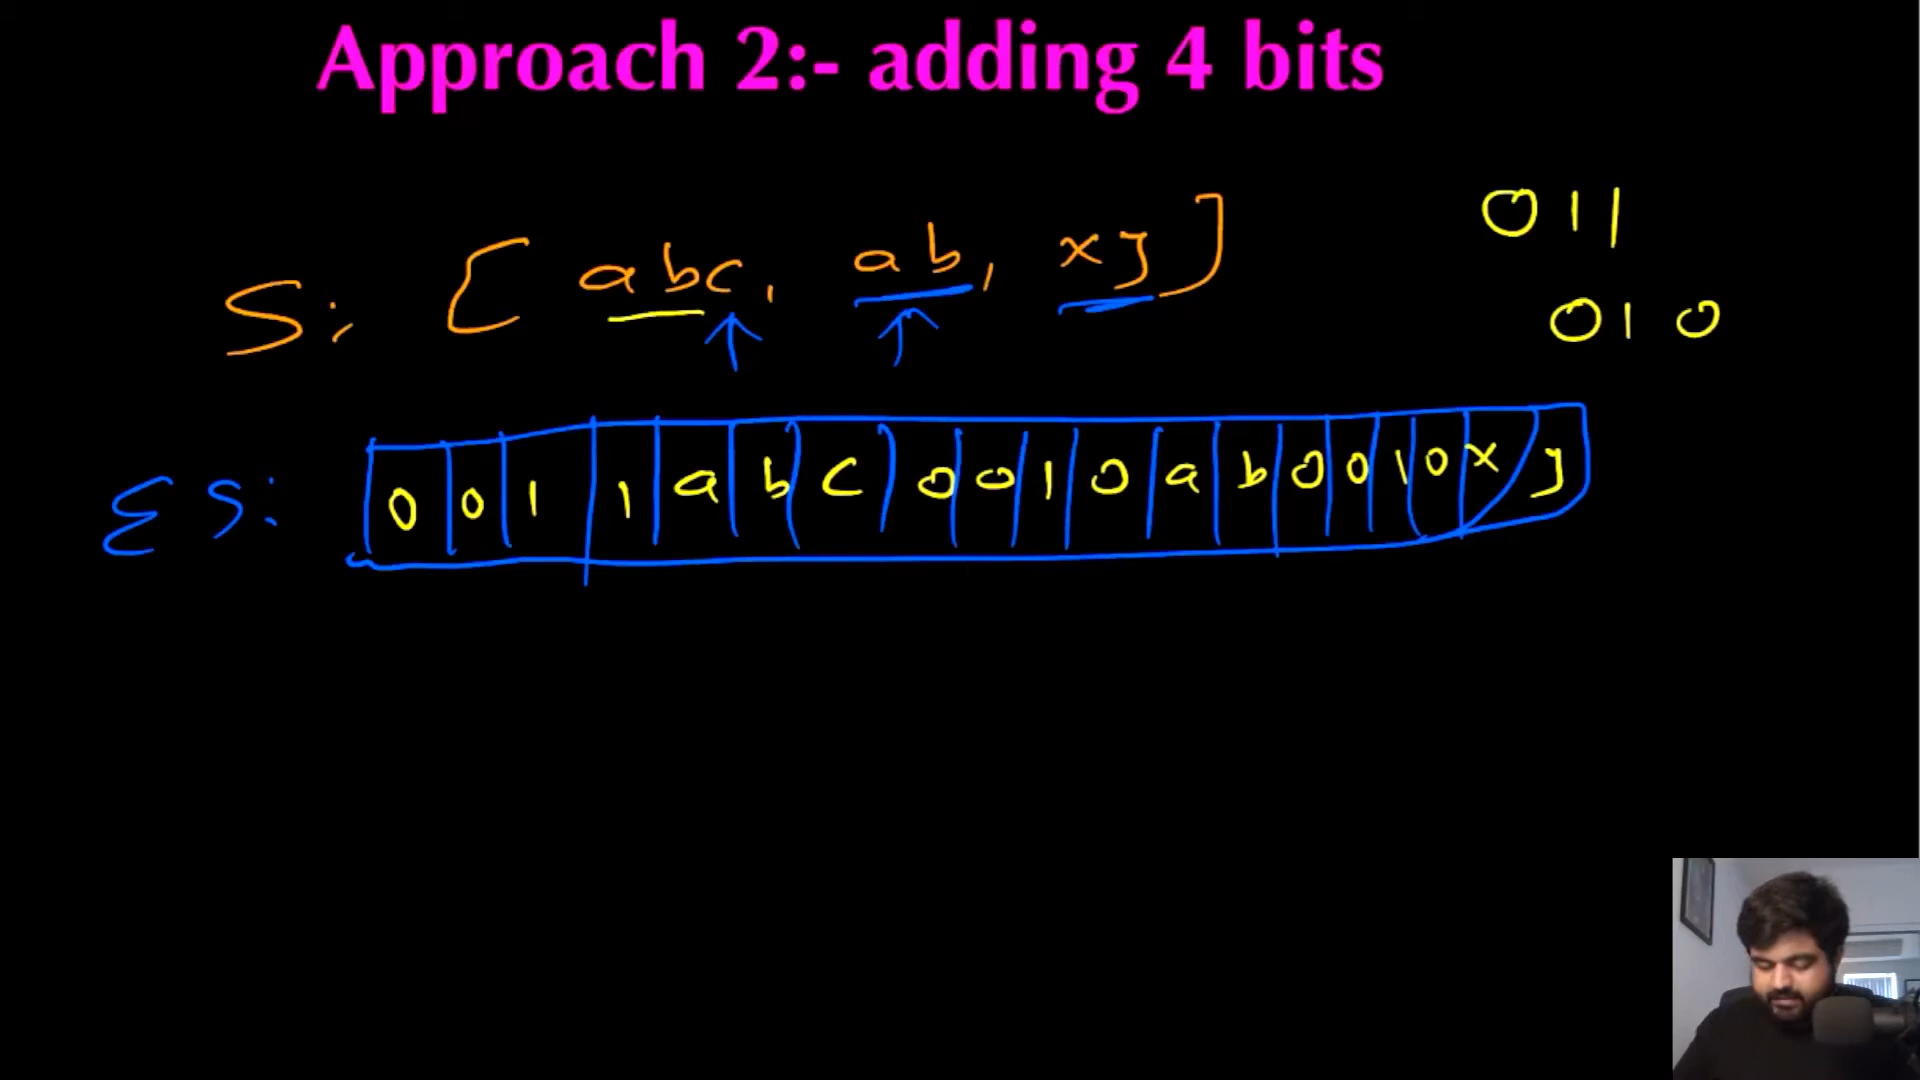 Approach 2:- adding 4 bits
S: [ abc, ab, xy ]
011
010
ES: 0 0 1 1 a b c 0 0 1 0 a b 0 0 1 0 x y